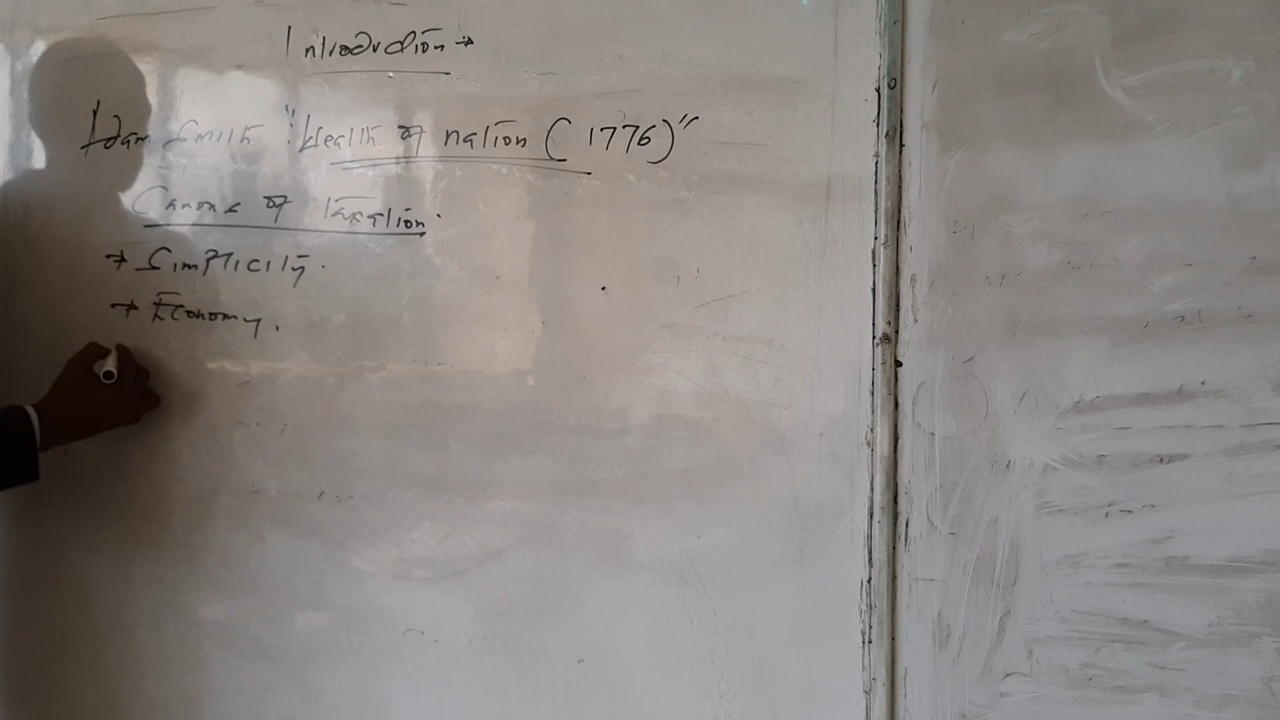 Introduction →
Adam Smith "Wealth of nation (1776)"
Canons of Taxation.
→ Simplicity.
→ Economy.